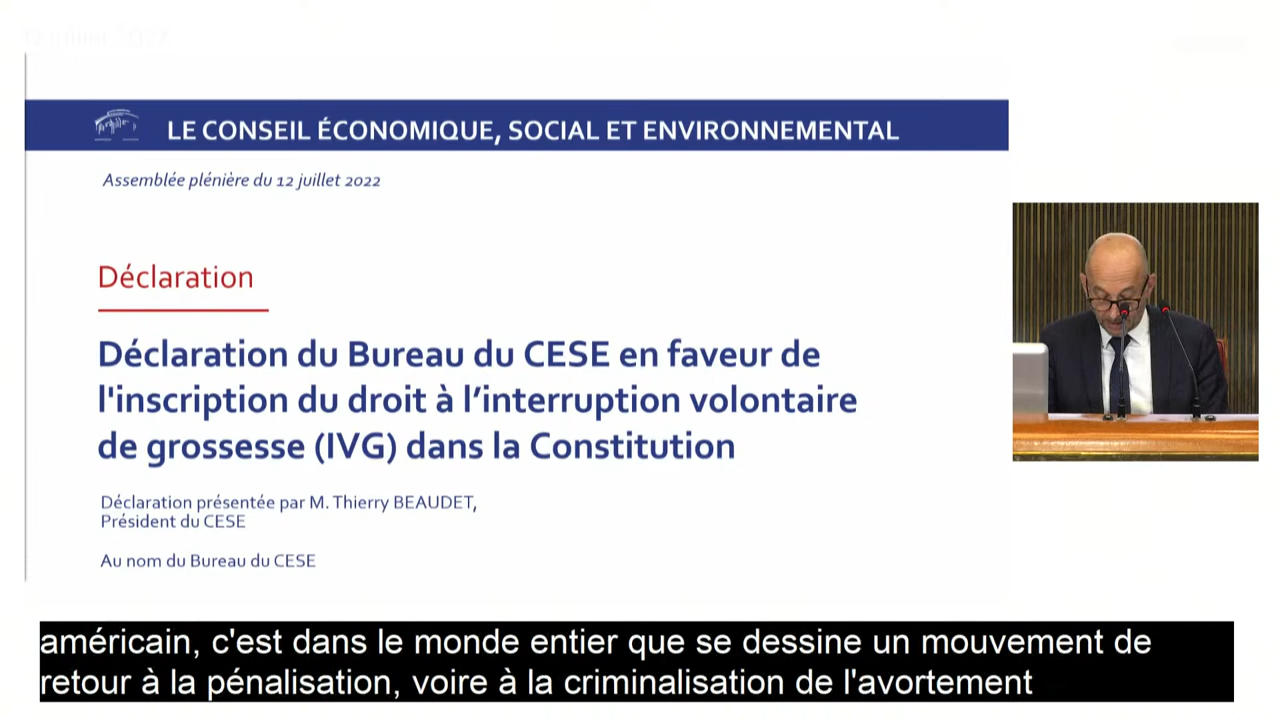 LE CONSEIL ÉCONOMIQUE, SOCIAL ET ENVIRONNEMENTAL
Assemblée plénière du 12 juillet 2022
Déclaration
Déclaration du Bureau du CESE en faveur de
l'inscription du droit à l’interruption volontaire
de grossesse (IVG) dans la Constitution
Déclaration présentée par M. Thierry BEAUDET,
Président du CESE
Au nom du Bureau du CESE
américain, c'est dans le monde entier que se dessine un mouvement de
retour à la pénalisation, voire à la criminalisation de l'avortement